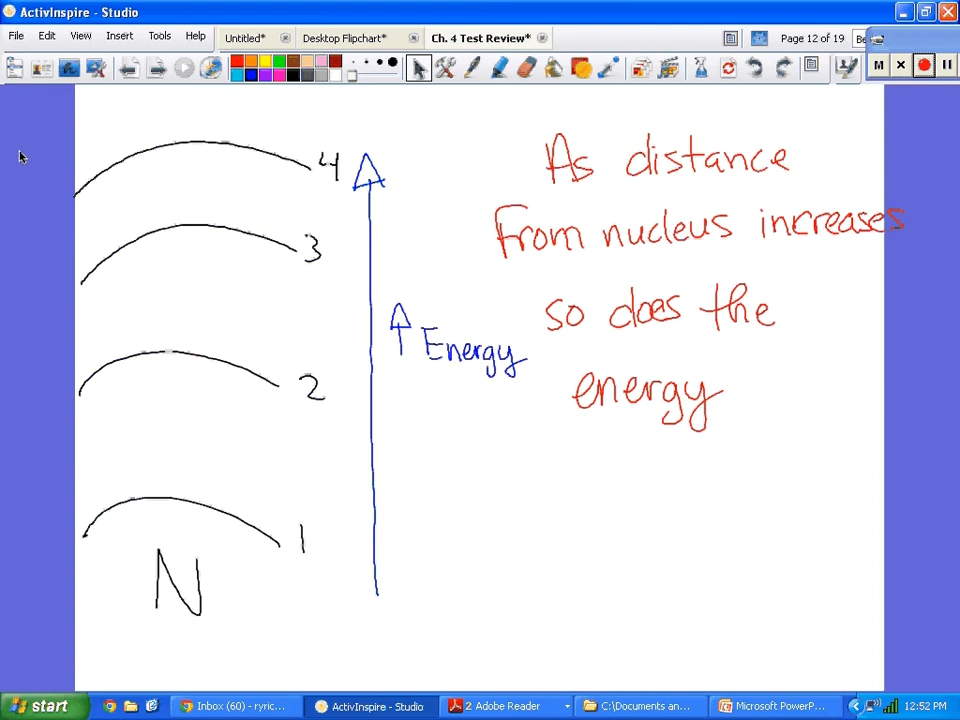 ActivInspire - Studio
File Edit View Insert Tools Help
Untitled* Desktop Flipchart* Ch. 4 Test Review* Page 12 of 19 Be
M
4
3
2
1
N
↑ Energy
As distance
From nucleus increases
so does the
energy
start Inbox (60) - ryric... ActivInspire - Studio 2 Adobe Reader C:\Documents an... Microsoft PowerP... 12:52 PM